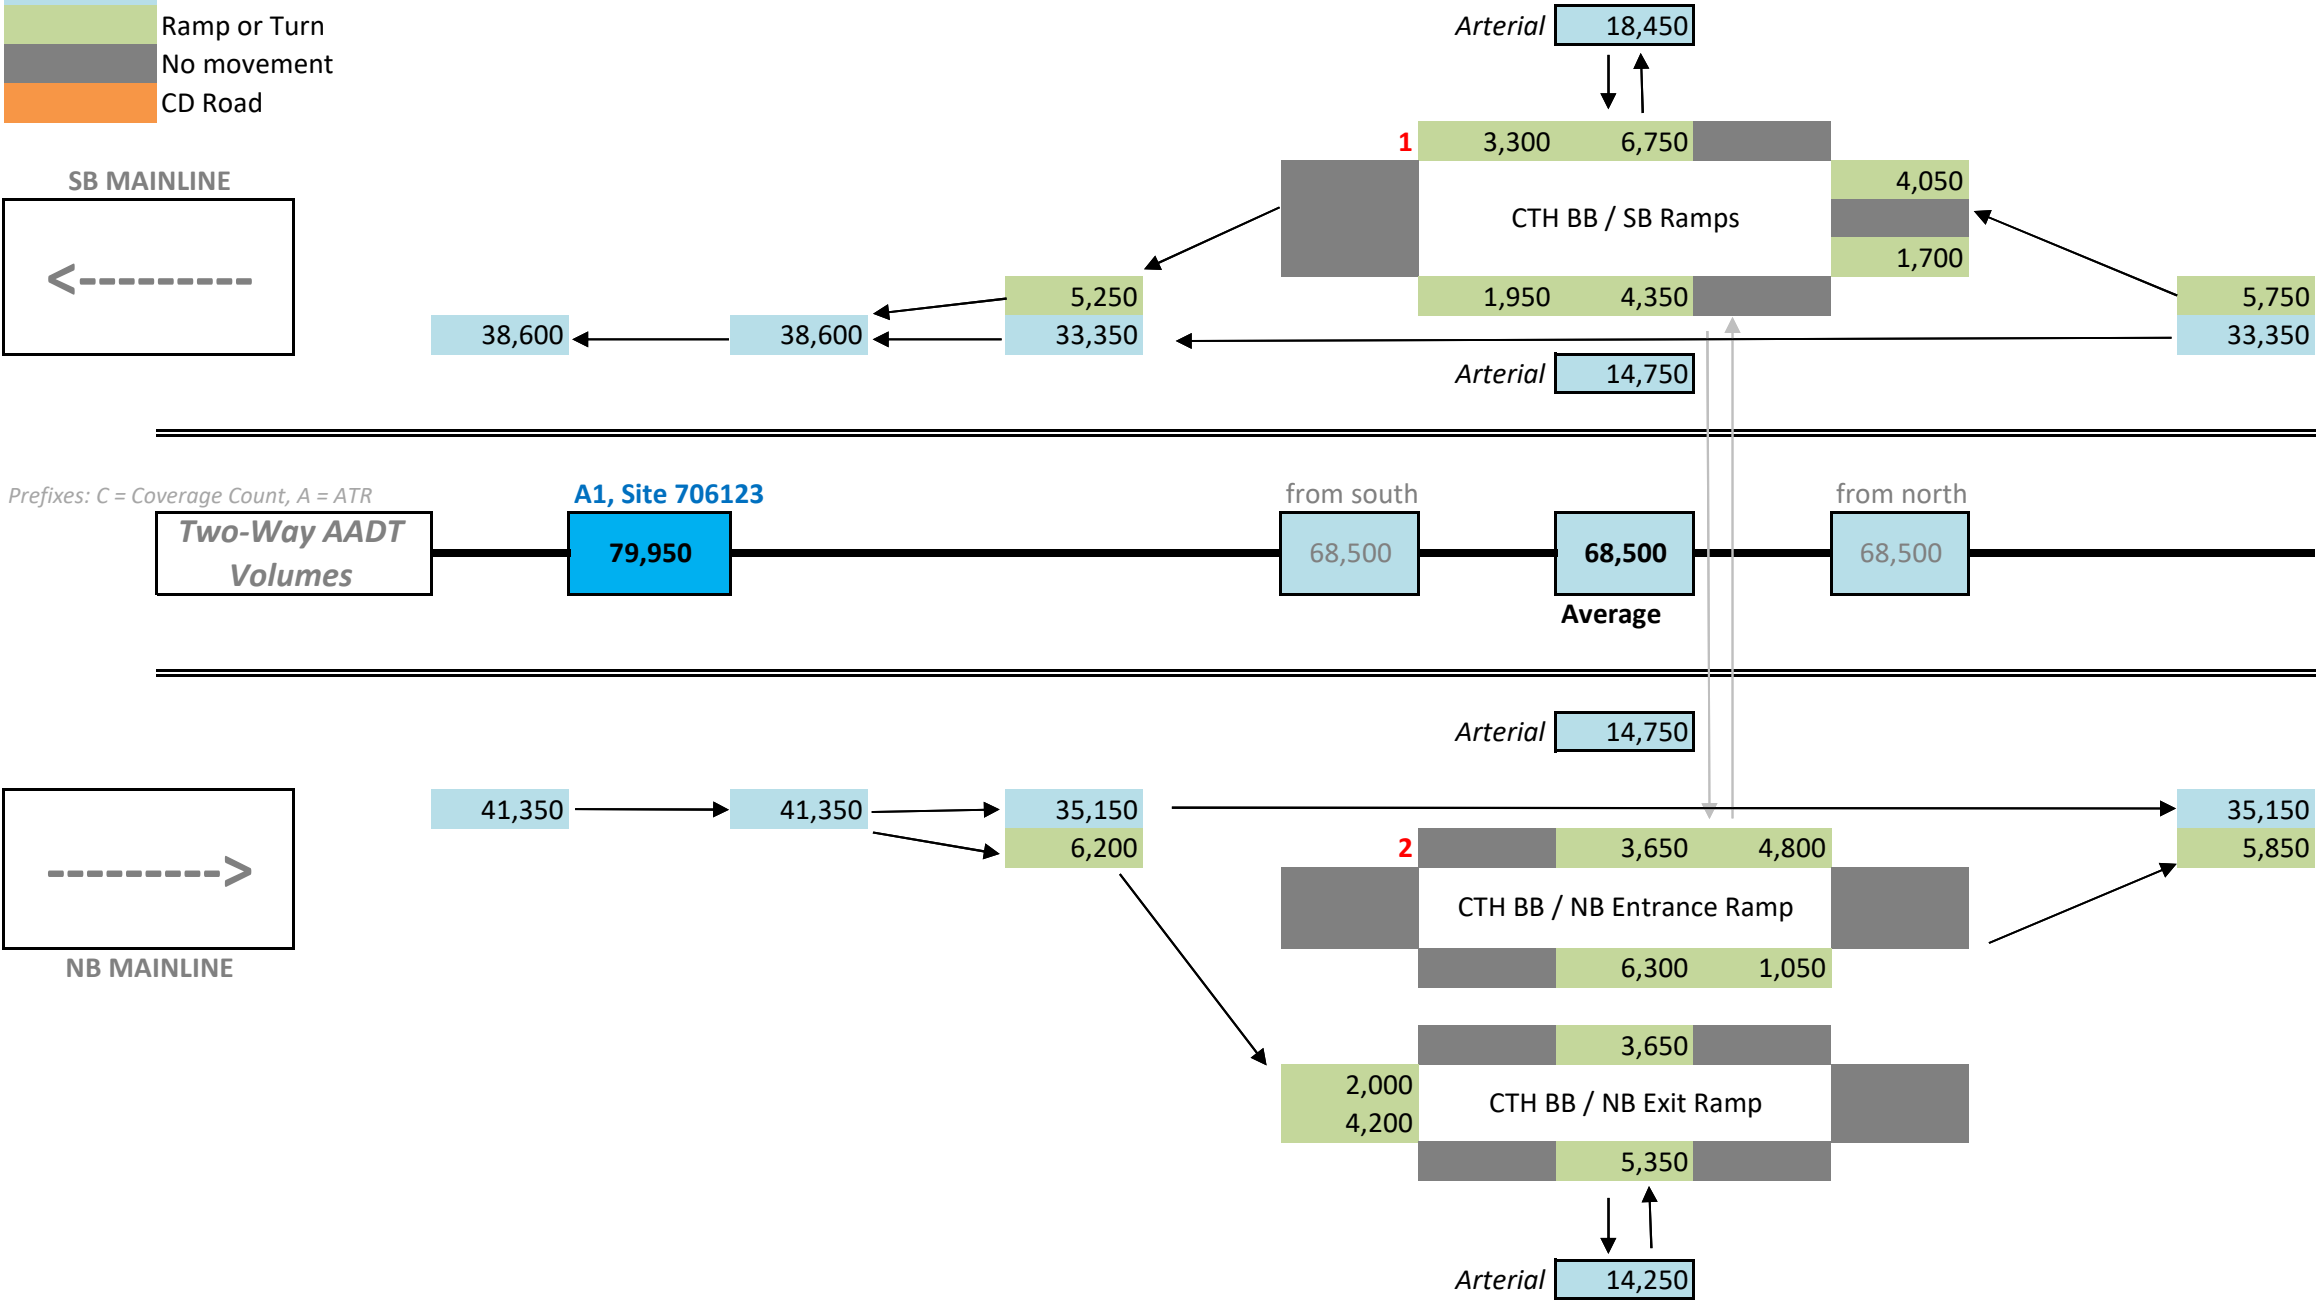 Ramp or Turn
No movement
CD Road
Arterial 18,450
1 3,300 6,750
SB MAINLINE
4,050
CTH BB / SB Ramps
<---------
1,700
5,250 1,950 4,350 5,750
38,600 38,600 33,350 33,350
Arterial 14,750
Prefixes: C = Coverage Count, A = ATR
A1, Site 706123
from south
from north
Two-Way AADT
Volumes
79,950 68,500 68,500 68,500
Average
Arterial 14,750
41,350 41,350 35,150 35,150
6,200 2 3,650 4,800 5,850
--------->
CTH BB / NB Entrance Ramp
NB MAINLINE
6,300 1,050
3,650
2,000
CTH BB / NB Exit Ramp
4,200
5,350
Arterial 14,250